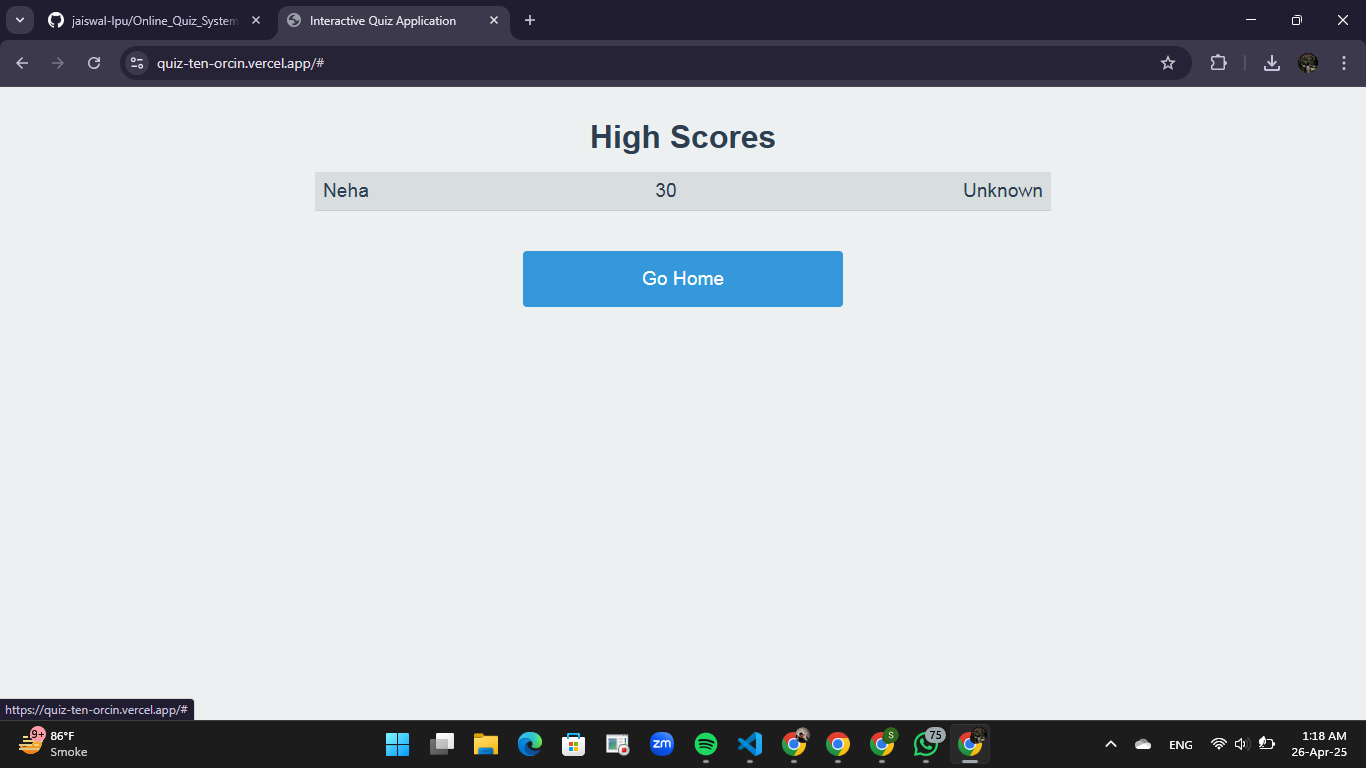 jaiswal-lpu/Online_Quiz_System
Interactive Quiz Application
quiz-ten-orcin.vercel.app/#
High Scores
Neha 30 Unknown
Go Home
https://quiz-ten-orcin.vercel.app/#
9+
86°F
Smoke
zm
S
75
ENG
1:18 AM
26-Apr-25